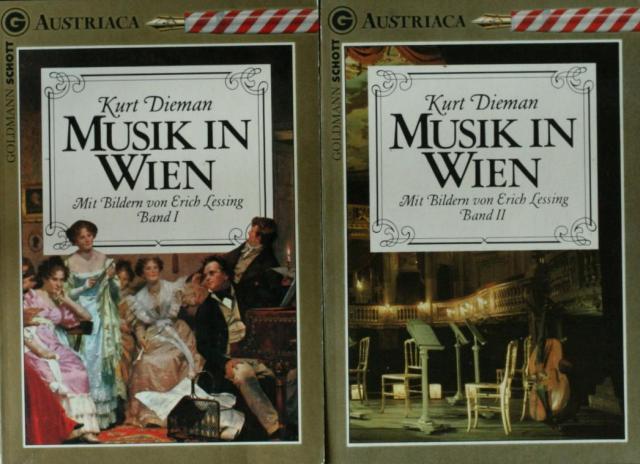 G AUSTRIACA
GOLDMANN SCHOTT
Kurt Dieman
MUSIK IN
WIEN
Mit Bildern von Erich Lessing
Band I
G AUSTRIACA
GOLDMANN SCHOTT
Kurt Dieman
MUSIK IN
WIEN
Mit Bildern von Erich Lessing
Band II